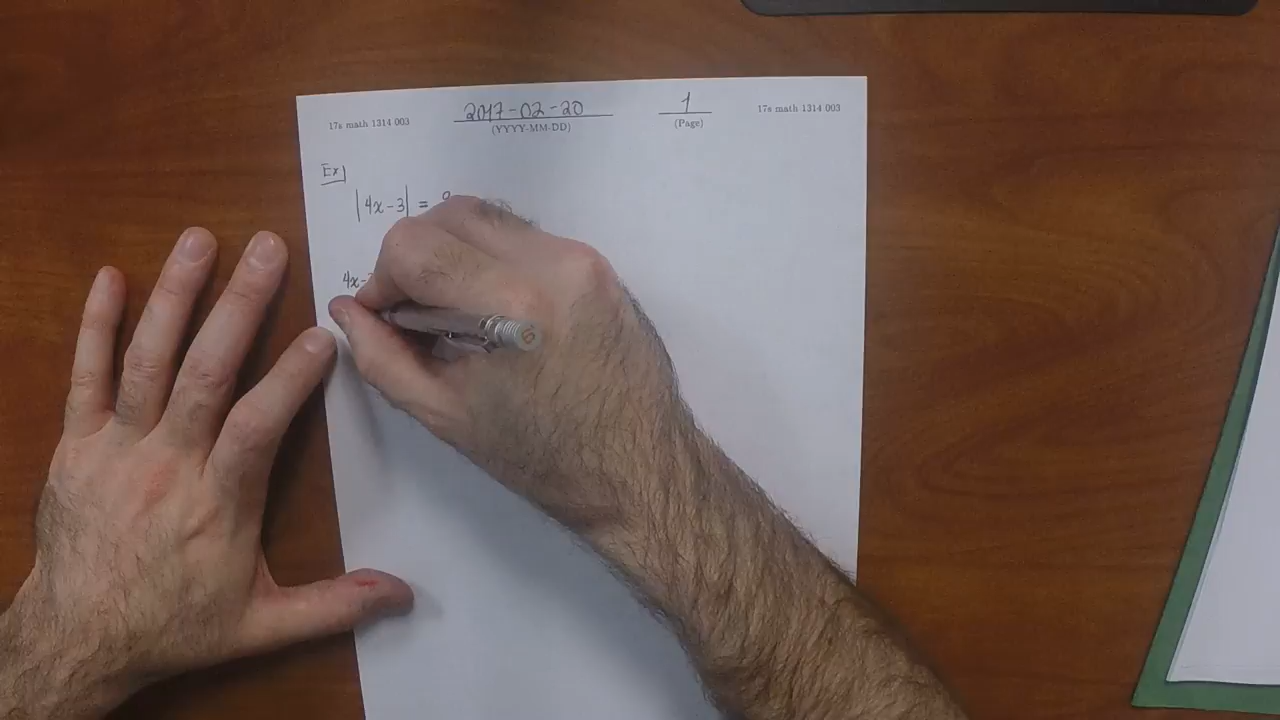 17s math 1314 003 2017-02-20 1 17s math 1314 003
(YYYY-MM-DD) (Page)
Ex
|4x-3| =
4x-